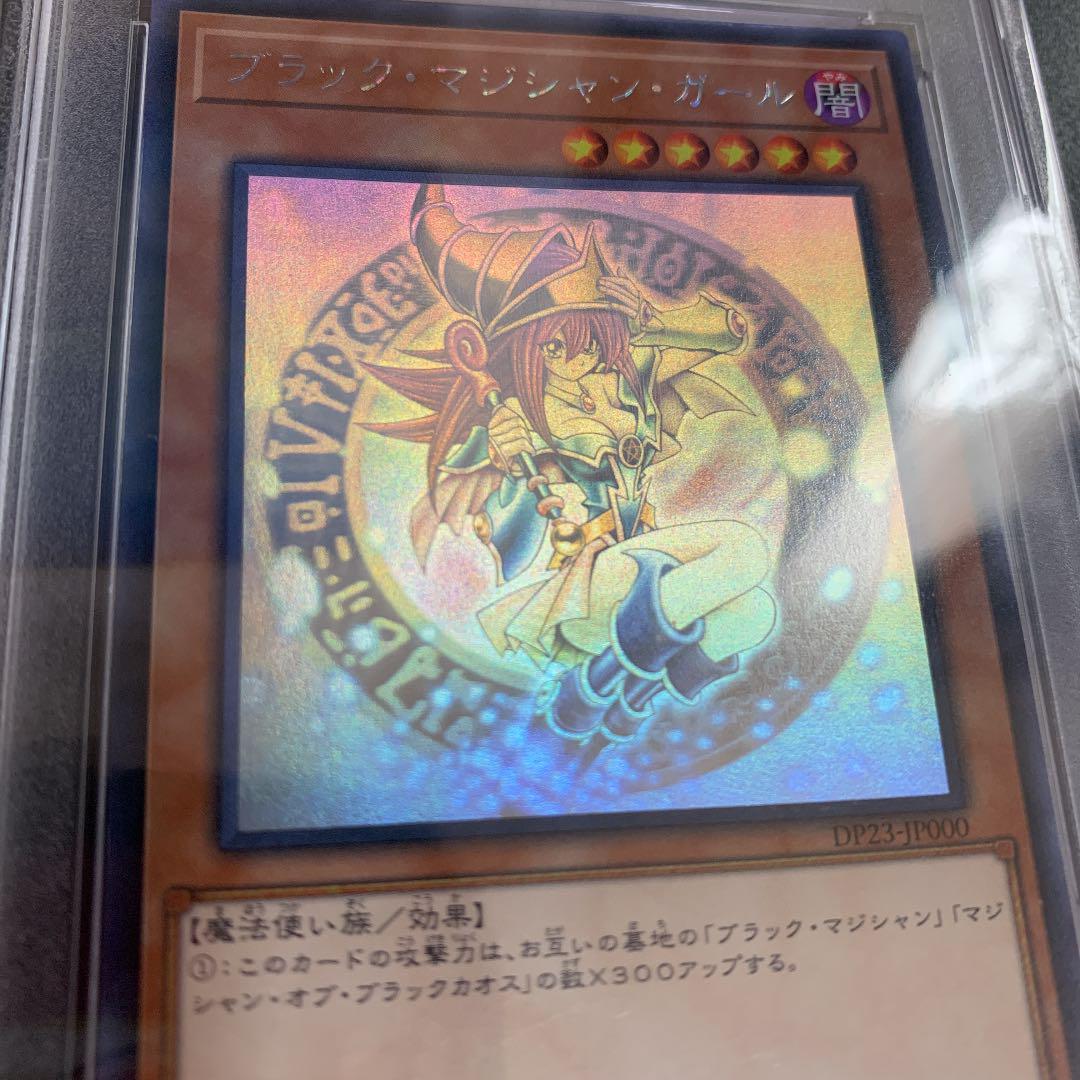 ブラック・マジシャン・ガール
やみ
闇
DP23-JP000
【魔法使い族／効果】
①：このカードの攻撃力は、お互いの墓地の「ブラック・マジシャン」「マジ
シャン・オブ・ブラックカオス」の数×300アップする。